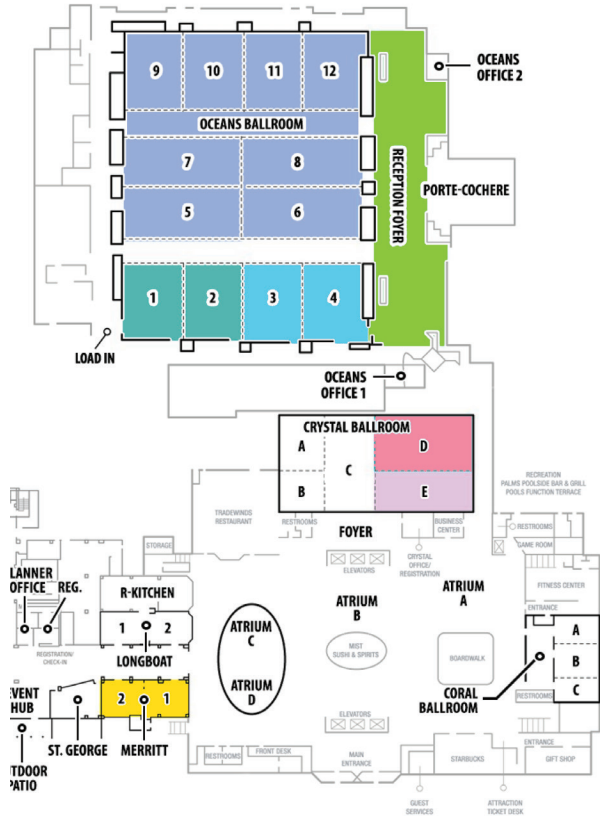 9
10
11
12
OCEANS
OFFICE 2
OCEANS BALLROOM
7
8
RECEPTION FOYER
PORTE-COCHERE
5
6
1
2
3
4
LOAD IN
OCEANS
OFFICE 1
CRYSTAL BALLROOM
A
D
C
B
E
RECREATION
PALMS POOLSIDE BAR & GRILL
POOLS FUNCTION TERRACE
TRADEWINDS
RESTAURANT
RESTROOMS
FOYER
BUSINESS
CENTER
RESTROOMS
GAME ROOM
STORAGE
ELEVATORS
CRYSTAL
OFFICE/
REGISTRATION
LANNER
OFFICE
REG.
R-KITCHEN
ATRIUM
B
ATRIUM
A
FITNESS CENTER
ENTRANCE
1
2
ATRIUM
C
MIST
SUSHI & SPIRITS
BOARDWALK
A
B
C
REGISTRATION/
CHECK-IN
LONGBOAT
ATRIUM
D
CORAL
BALLROOM
RESTROOMS
EVENT
HUB
2
1
ELEVATORS
ST. GEORGE
MERRITT
UTDOOR
PATIO
RESTROOMS
FRONT DESK
MAIN
ENTRANCE
STARBUCKS
ENTRANCE
GIFT SHOP
GUEST
SERVICES
ATTRACTION
TICKET DESK